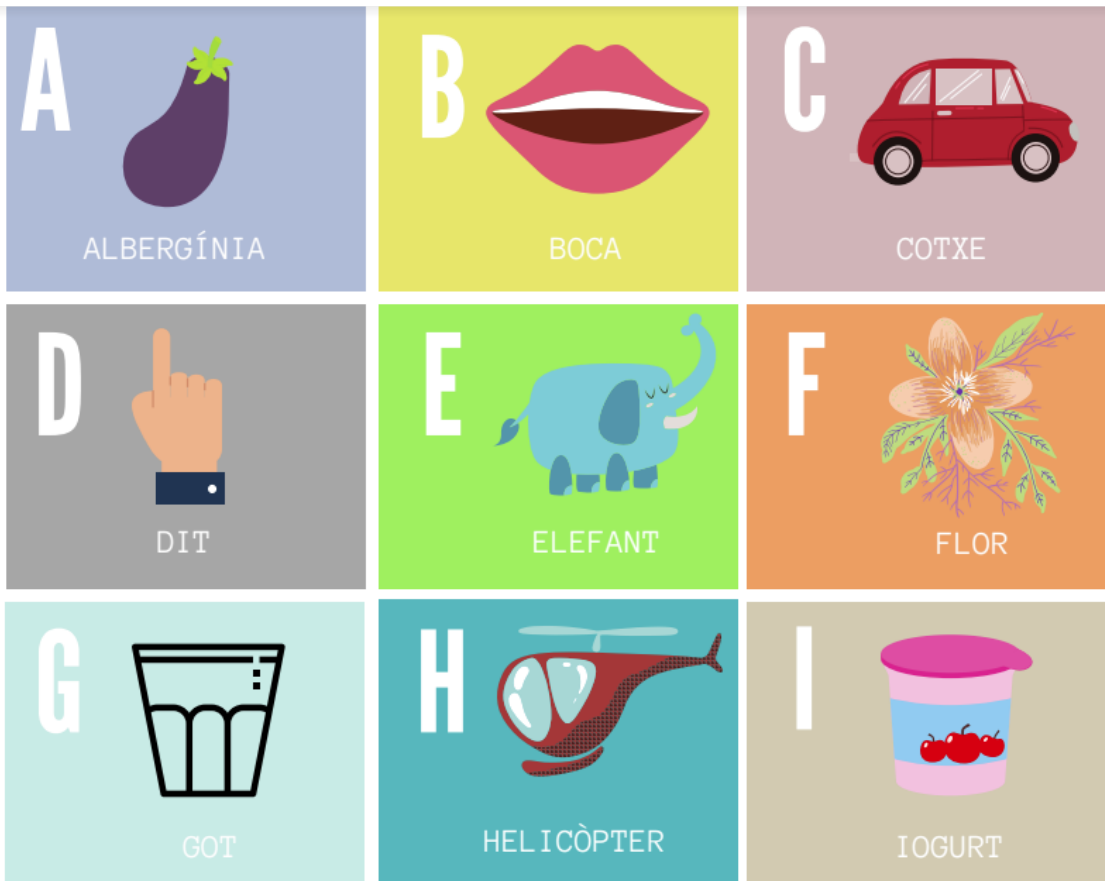 A
ALBERGÍNIA
B
BOCA
C
COTXE
D
DIT
E
ELEFANT
F
FLOR
G
GOT
H
HELICÒPTER
I
IOGURT